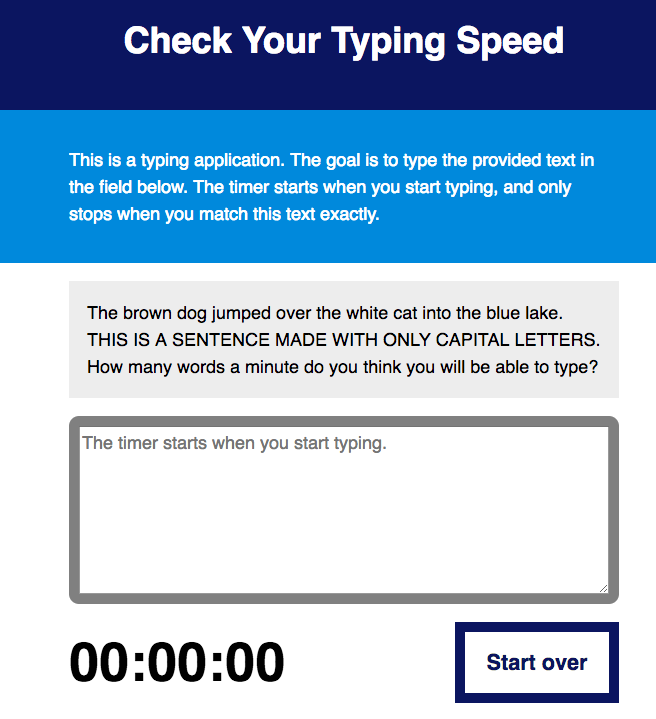 Check Your Typing Speed
This is a typing application. The goal is to type the provided text in
the field below. The timer starts when you start typing, and only
stops when you match this text exactly.
The brown dog jumped over the white cat into the blue lake.
THIS IS A SENTENCE MADE WITH ONLY CAPITAL LETTERS.
How many words a minute do you think you will be able to type?
The timer starts when you start typing.
00:00:00
Start over